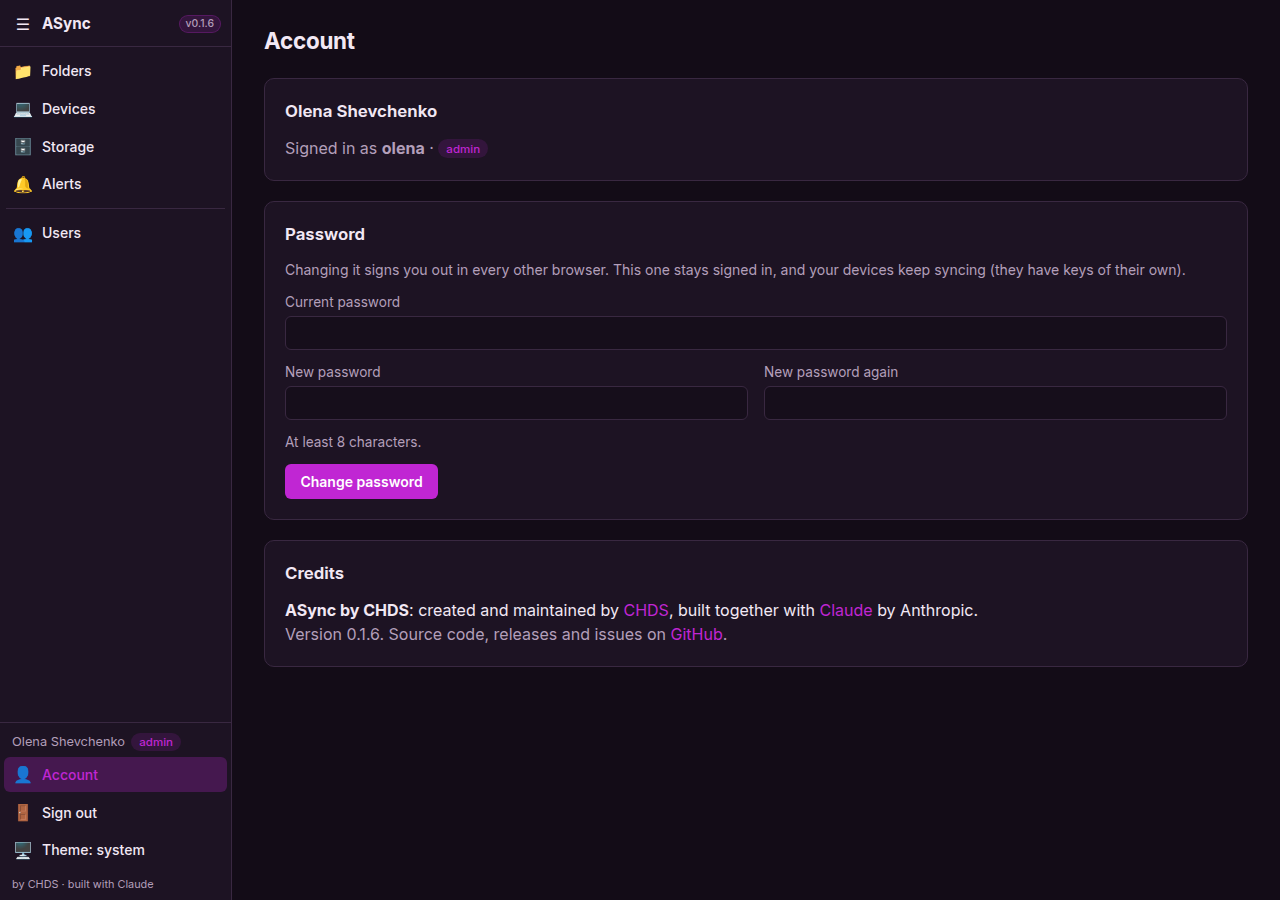 ASync
v0.1.6
Folders
Devices
Storage
Alerts
Users
Olena Shevchenko admin
Account
Sign out
Theme: system
by CHDS · built with Claude
Account
Olena Shevchenko
Signed in as olena · admin
Password
Changing it signs you out in every other browser. This one stays signed in, and your devices keep syncing (they have keys of their own).
Current password
New password
New password again
At least 8 characters.
Change password
Credits
ASync by CHDS: created and maintained by CHDS, built together with Claude by Anthropic.
Version 0.1.6. Source code, releases and issues on GitHub.